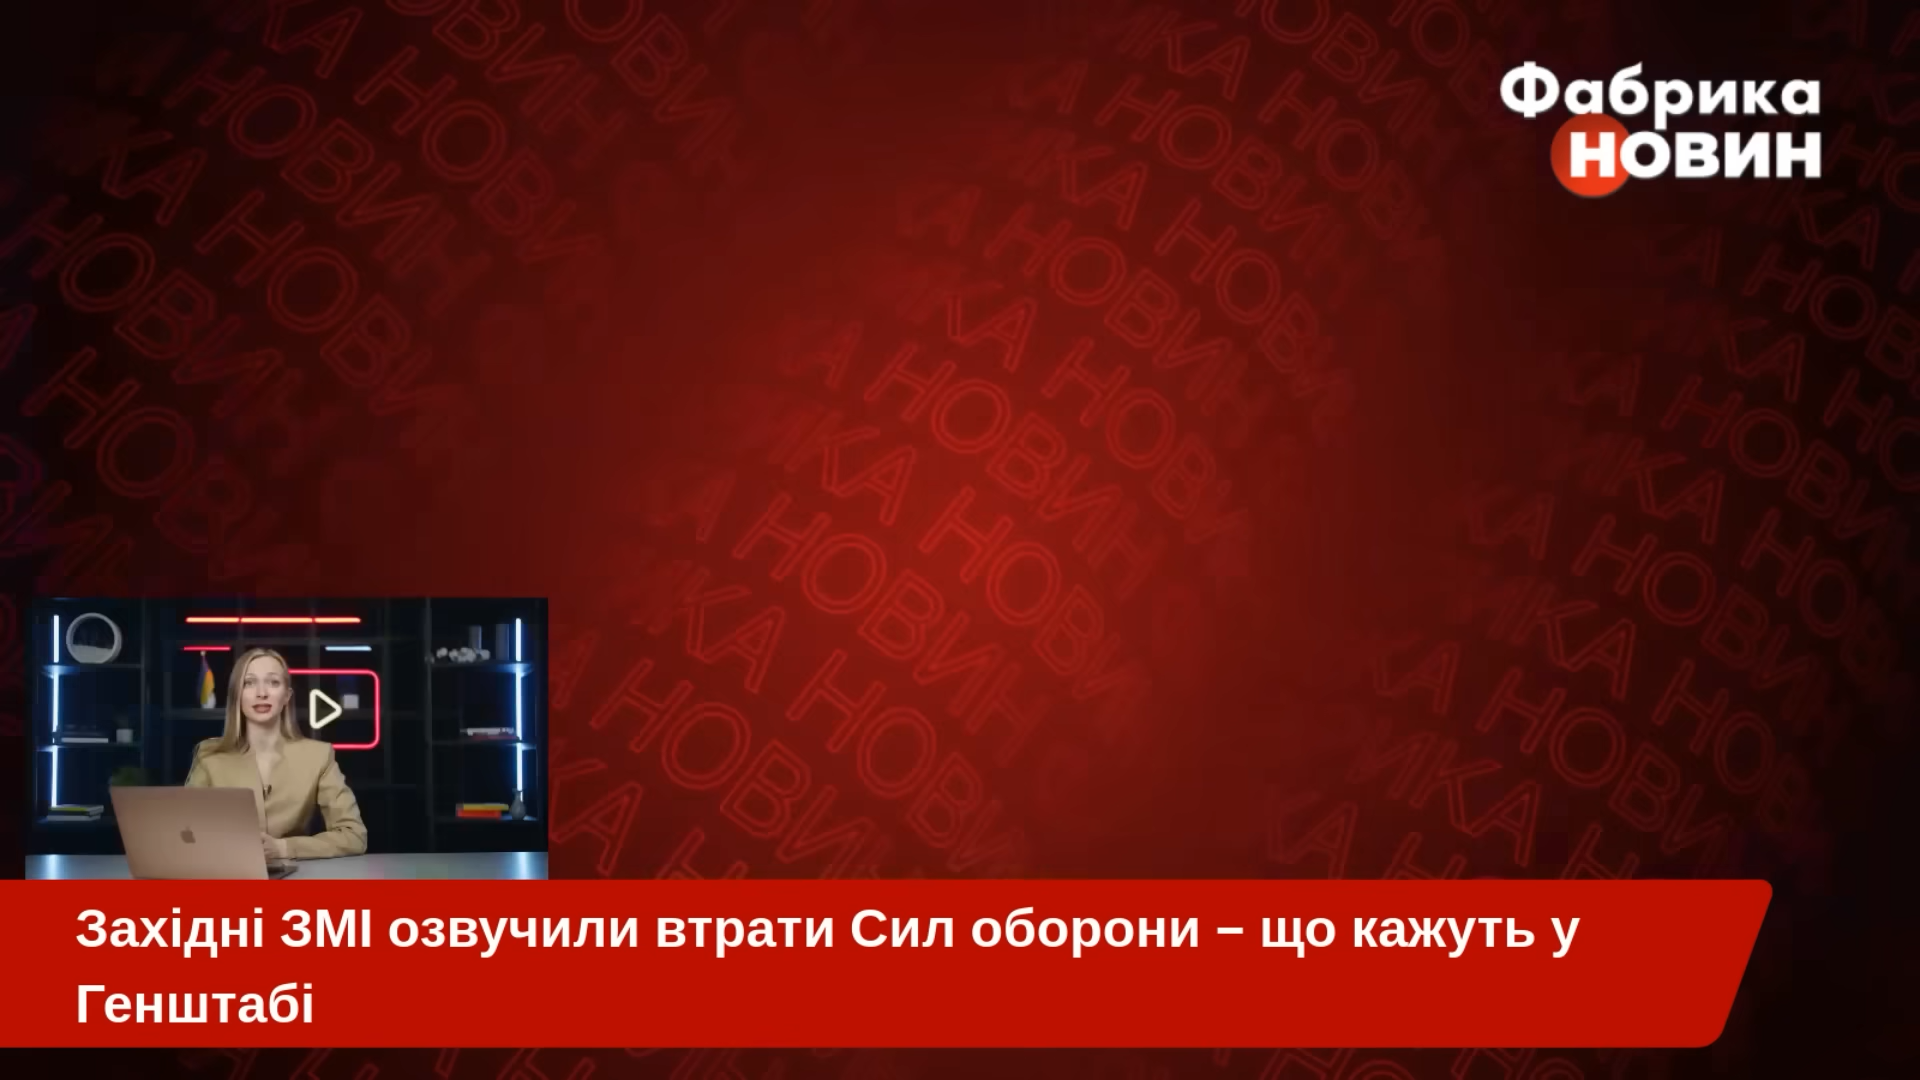 Фабрика
новин
Західні ЗМІ озвучили втрати Сил оборони – що кажуть у
Генштабі